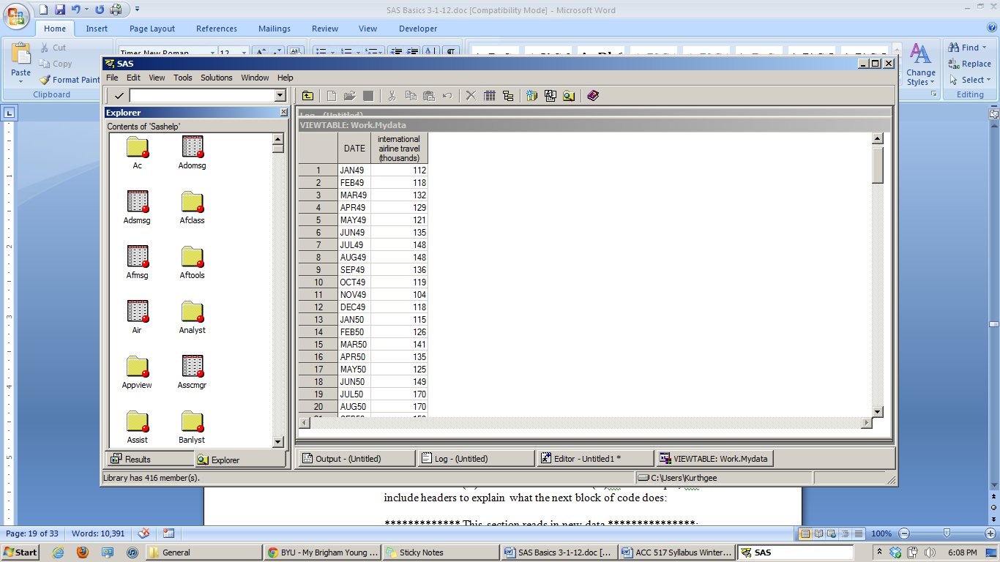 SAS Basics 3-1-12.doc [Compatibility Mode] - Microsoft Word
Home Insert Page Layout References Mailings Review View Developer
Cut
Copy
Format Paint
Paste
Clipboard
Times New Roman 12
Change Styles
Find
Replace
Select
Editing
SAS
File Edit View Tools Solutions Window Help
Explorer
Contents of 'Sashelp'
Ac Adomsg
Adsmsg Afclass
Afmsg Aftools
Air Analyst
Appview Asscmgr
Assist Banlyst
Results Explorer
Log - (Untitled)
VIEWTABLE: Work.Mydata
DATE international airline travel (thousands)
1 JAN49 112
2 FEB49 118
3 MAR49 132
4 APR49 129
5 MAY49 121
6 JUN49 135
7 JUL49 148
8 AUG49 148
9 SEP49 136
10 OCT49 119
11 NOV49 104
12 DEC49 118
13 JAN50 115
14 FEB50 126
15 MAR50 141
16 APR50 135
17 MAY50 125
18 JUN50 149
19 JUL50 170
20 AUG50 170
Output - (Untitled) Log - (Untitled) Editor - Untitled1 * VIEWTABLE: Work.Mydata
Library has 416 member(s). C:\Users\Kurthgee
include headers to explain what the next block of code does:
************* This section reads in new data ***************;
Page: 19 of 33 Words: 10,391 100%
Start General BYU - My Brigham Young ... Sticky Notes SAS Basics 3-1-12.doc [... ACC 517 Syllabus Winter... SAS 6:08 PM